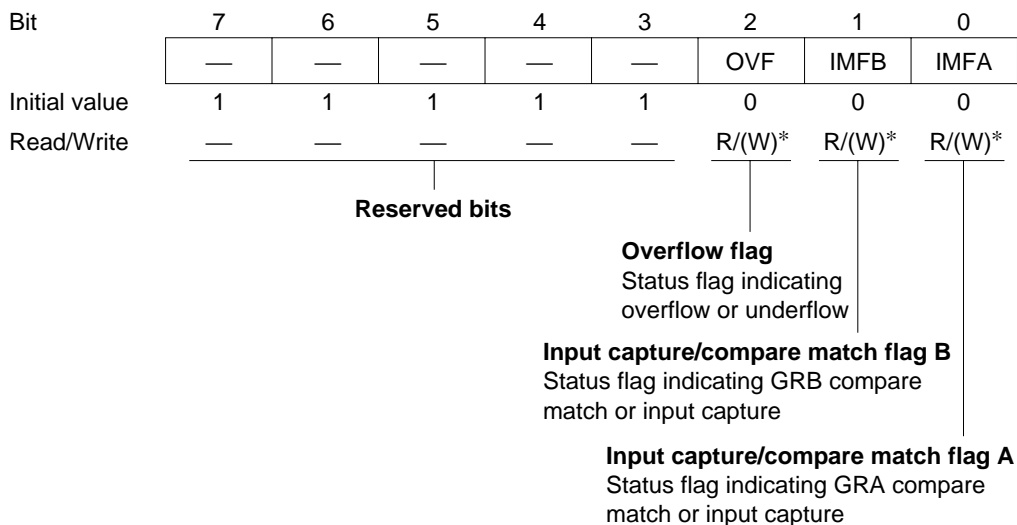 Bit 7 6 5 4 3 2 1 0
— — — — — OVF IMFB IMFA
Initial value 1 1 1 1 1 0 0 0
Read/Write — — — — — R/(W)* R/(W)* R/(W)*
Reserved bits
Overflow flag
Status flag indicating
overflow or underflow
Input capture/compare match flag B
Status flag indicating GRB compare
match or input capture
Input capture/compare match flag A
Status flag indicating GRA compare
match or input capture